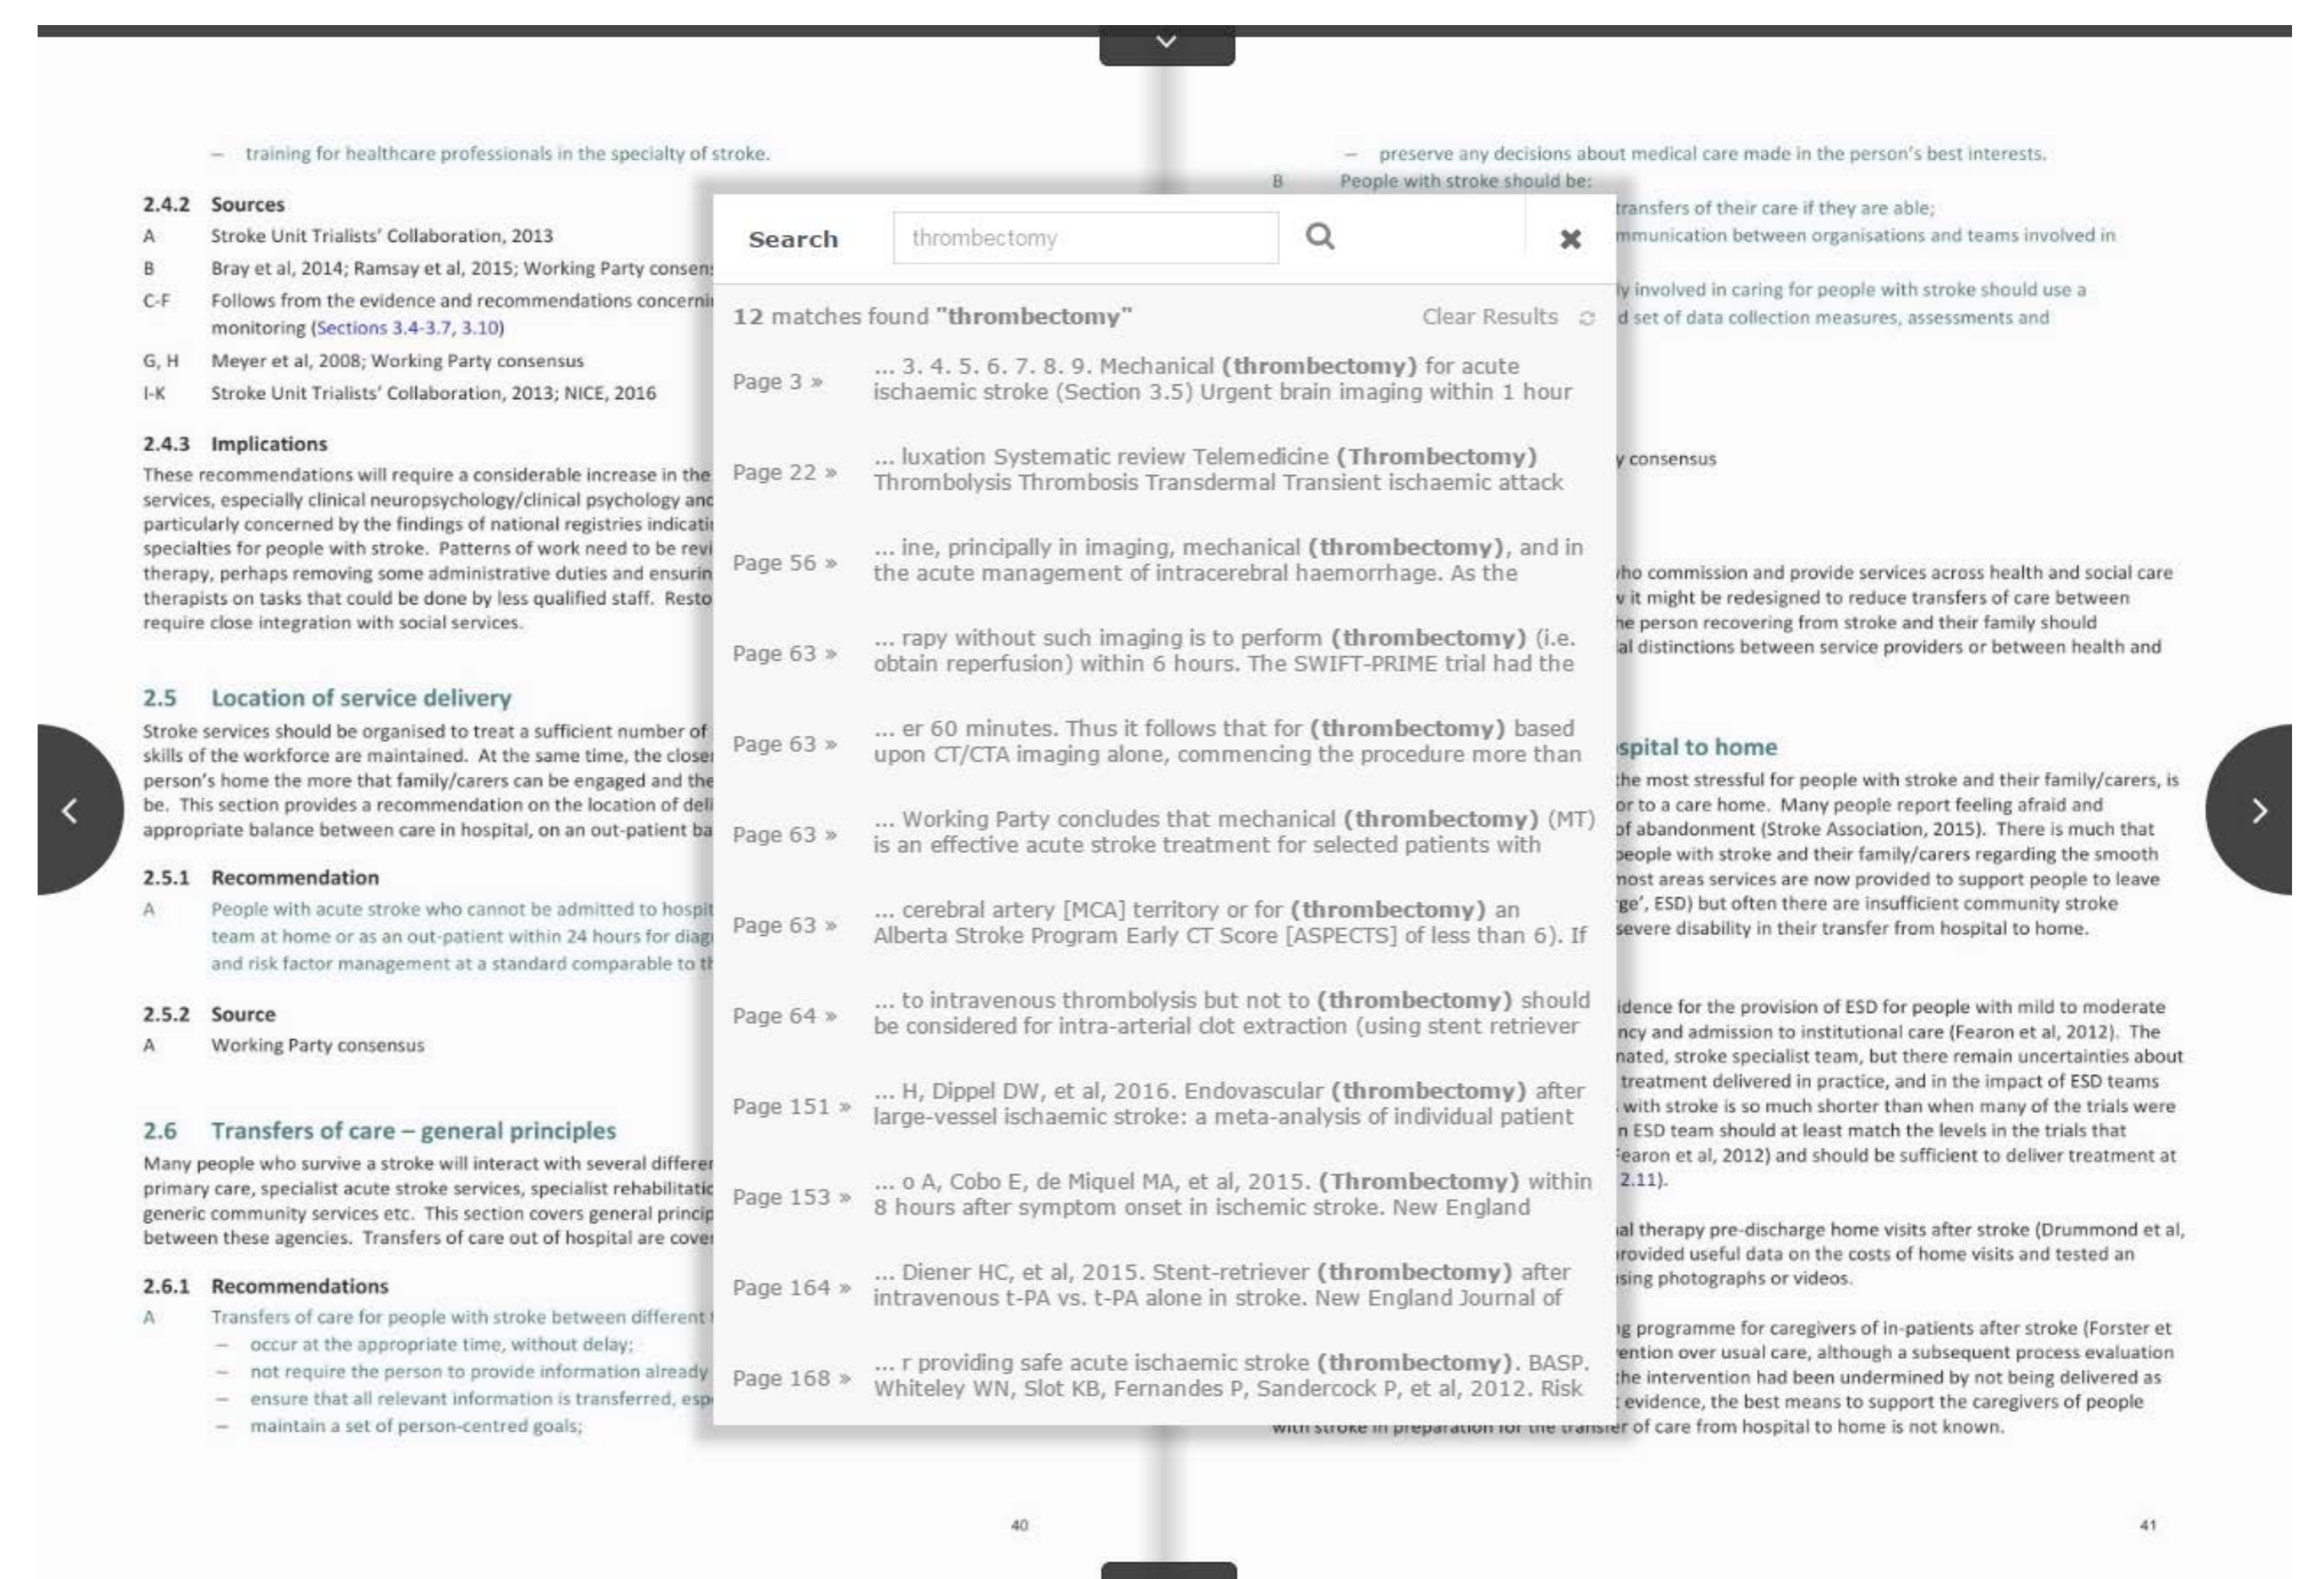 – training for healthcare professionals in the specialty of stroke.
2.4.2 Sources
A Stroke Unit Trialists’ Collaboration, 2013
B Bray et al, 2014; Ramsay et al, 2015; Working Party
C-F Follows from the evidence and recommendations
monitoring (Sections 3.4-3.7, 3.10)
G, H Meyer et al, 2008; Working Party consensus
I-K Stroke Unit Trialists’ Collaboration, 2013; NICE, 2016
2.4.3 Implications
These recommendations will require a considerable increase in the
services, especially clinical neuropsychology/clinical psychology
particularly concerned by the findings of national registries
specialties for people with stroke. Patterns of work need to be
therapy, perhaps removing some administrative duties and
therapists on tasks that could be done by less qualified staff.
require close integration with social services.
2.5 Location of service delivery
Stroke services should be organised to treat a sufficient number of
skills of the workforce are maintained. At the same time, the
person’s home the more that family/carers can be engaged and the
be. This section provides a recommendation on the location of
appropriate balance between care in hospital, on an out-patient
2.5.1 Recommendation
A People with acute stroke who cannot be admitted to
team at home or as an out-patient within 24 hours for
and risk factor management at a standard comparable to
2.5.2 Source
A Working Party consensus
2.6 Transfers of care – general principles
Many people who survive a stroke will interact with several
primary care, specialist acute stroke services, specialist
generic community services etc. This section covers general
between these agencies. Transfers of care out of hospital are
2.6.1 Recommendations
A Transfers of care for people with stroke between different
– occur at the appropriate time, without delay;
– not require the person to provide information already
– ensure that all relevant information is transferred,
– maintain a set of person-centred goals;
40
Search thrombectomy
12 matches found "thrombectomy" Clear Results
Page 3 » ... 3. 4. 5. 6. 7. 8. 9. Mechanical (thrombectomy) for acute
ischaemic stroke (Section 3.5) Urgent brain imaging within 1 hour
Page 22 » ... luxation Systematic review Telemedicine (Thrombectomy)
Thrombolysis Thrombosis Transdermal Transient ischaemic attack
Page 56 » ... ine, principally in imaging, mechanical (thrombectomy), and in
the acute management of intracerebral haemorrhage. As the
Page 63 » ... rapy without such imaging is to perform (thrombectomy) (i.e.
obtain reperfusion) within 6 hours. The SWIFT-PRIME trial had the
Page 63 » ... er 60 minutes. Thus it follows that for (thrombectomy) based
upon CT/CTA imaging alone, commencing the procedure more than
Page 63 » ... Working Party concludes that mechanical (thrombectomy) (MT)
is an effective acute stroke treatment for selected patients with
Page 63 » ... cerebral artery [MCA] territory or for (thrombectomy) an
Alberta Stroke Program Early CT Score [ASPECTS] of less than 6). If
Page 64 » ... to intravenous thrombolysis but not to (thrombectomy) should
be considered for intra-arterial clot extraction (using stent retriever
Page 151 » ... H, Dippel DW, et al, 2016. Endovascular (thrombectomy) after
large-vessel ischaemic stroke: a meta-analysis of individual patient
Page 153 » ... o A, Cobo E, de Miquel MA, et al, 2015. (Thrombectomy) within
8 hours after symptom onset in ischemic stroke. New England
Page 164 » ... Diener HC, et al, 2015. Stent-retriever (thrombectomy) after
intravenous t-PA vs. t-PA alone in stroke. New England Journal of
Page 168 » ... r providing safe acute ischaemic stroke (thrombectomy). BASP.
Whiteley WN, Slot KB, Fernandes P, Sandercock P, et al, 2012. Risk
– preserve any decisions about medical care made in the person’s best interests.
B People with stroke should be:
transfers of their care if they are able;
between organisations and teams involved in
involved in caring for people with stroke should use a
set of data collection measures, assessments and
consensus
commission and provide services across health and social care
it might be redesigned to reduce transfers of care between
person recovering from stroke and their family should
distinctions between service providers or between health and
to home
the most stressful for people with stroke and their family/carers, is
or to a care home. Many people report feeling afraid and
of abandonment (Stroke Association, 2015). There is much that
people with stroke and their family/carers regarding the smooth
most areas services are now provided to support people to leave
ESD) but often there are insufficient community stroke
severe disability in their transfer from hospital to home.
for the provision of ESD for people with mild to moderate
and admission to institutional care (Fearon et al, 2012). The
stroke specialist team, but there remain uncertainties about
treatment delivered in practice, and in the impact of ESD teams
with stroke is so much shorter than when many of the trials were
ESD team should at least match the levels in the trials that
Fearon et al, 2012) and should be sufficient to deliver treatment at
2.11).
therapy pre-discharge home visits after stroke (Drummond et al,
provided useful data on the costs of home visits and tested an
using photographs or videos.
programme for caregivers of in-patients after stroke (Forster et
over usual care, although a subsequent process evaluation
the intervention had been undermined by not being delivered as
evidence, the best means to support the caregivers of people
with stroke in preparation for the transfer of care from hospital to home is not known.
41